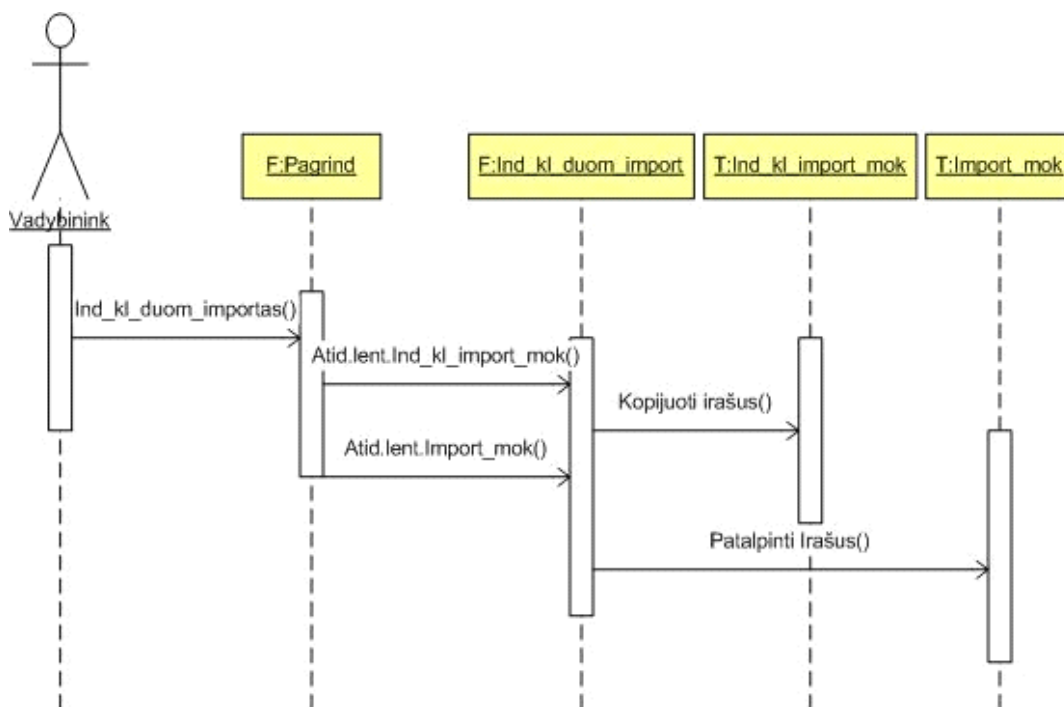 F:Pagrind
F:Ind_kl_duom_import
T:Ind_kl_import_mok
T:Import_mok
Vadybinink
Ind_kl_duom_importas()
Atid.lent.Ind_kl_import_mok()
Kopijuoti irašus()
Atid.lent.Import_mok()
Patalpinti Irašus()